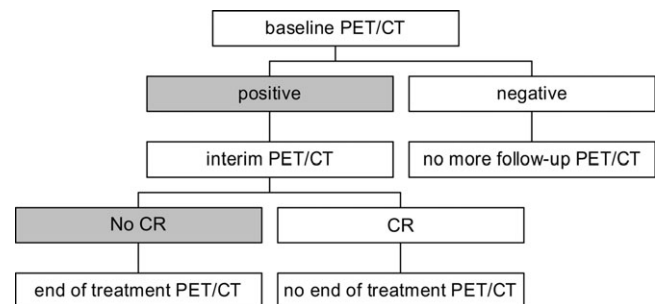 baseline PET/CT
positive
negative
interim PET/CT
no more follow-up PET/CT
No CR
CR
end of treatment PET/CT
no end of treatment PET/CT